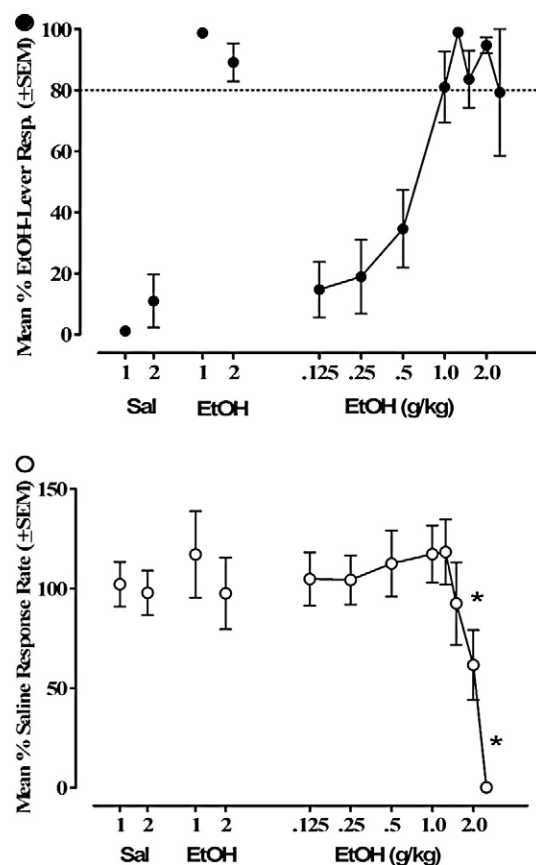 Mean % EtOH-Lever Resp. (±SEM)
100
80
60
40
20
0
1 2 1 2 .125 .25 .5 1.0 2.0
Sal EtOH EtOH (g/kg)
Mean % Saline Response Rate (±SEM)
150
100
50
0
*
*
1 2 1 2 .125 .25 .5 1.0 2.0
Sal EtOH EtOH (g/kg)